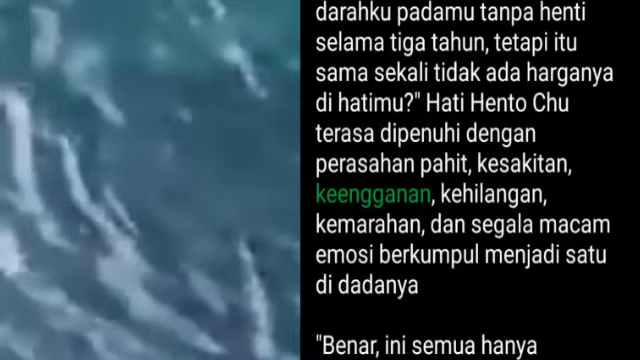 darahku padamu tanpa henti
selama tiga tahun, tetapi itu
sama sekali tidak ada harganya
di hatimu?" Hati Hento Chu
terasa dipenuhi dengan
perasahan pahit, kesakitan,
keengganan, kehilangan,
kemarahan, dan segala macam
emosi berkumpul menjadi satu
di dadanya
"Benar, ini semua hanya